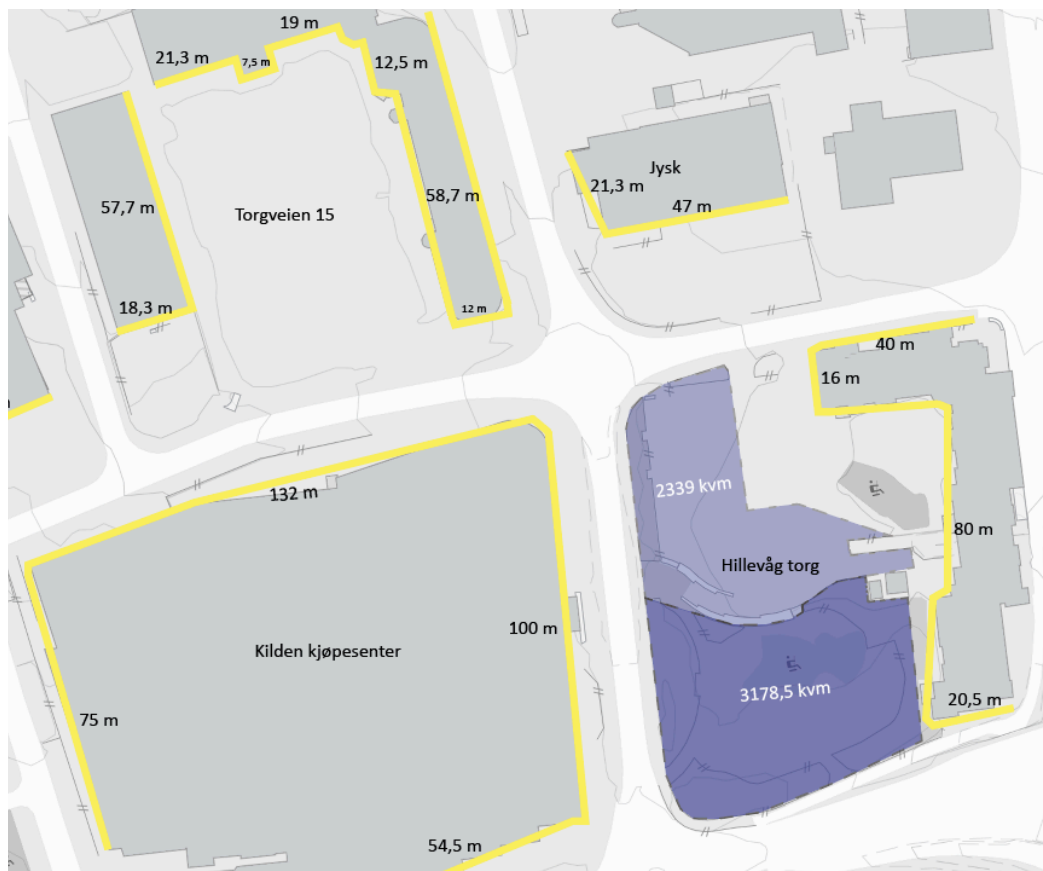 19 m
21,3 m
7,5 m
12,5 m
57,7 m
58,7 m
Torgveien 15
18,3 m
12 m
Jysk
21,3 m
47 m
40 m
16 m
132 m
2339 kvm
80 m
Hillevåg torg
100 m
Kilden kjøpesenter
3178,5 kvm
75 m
20,5 m
54,5 m